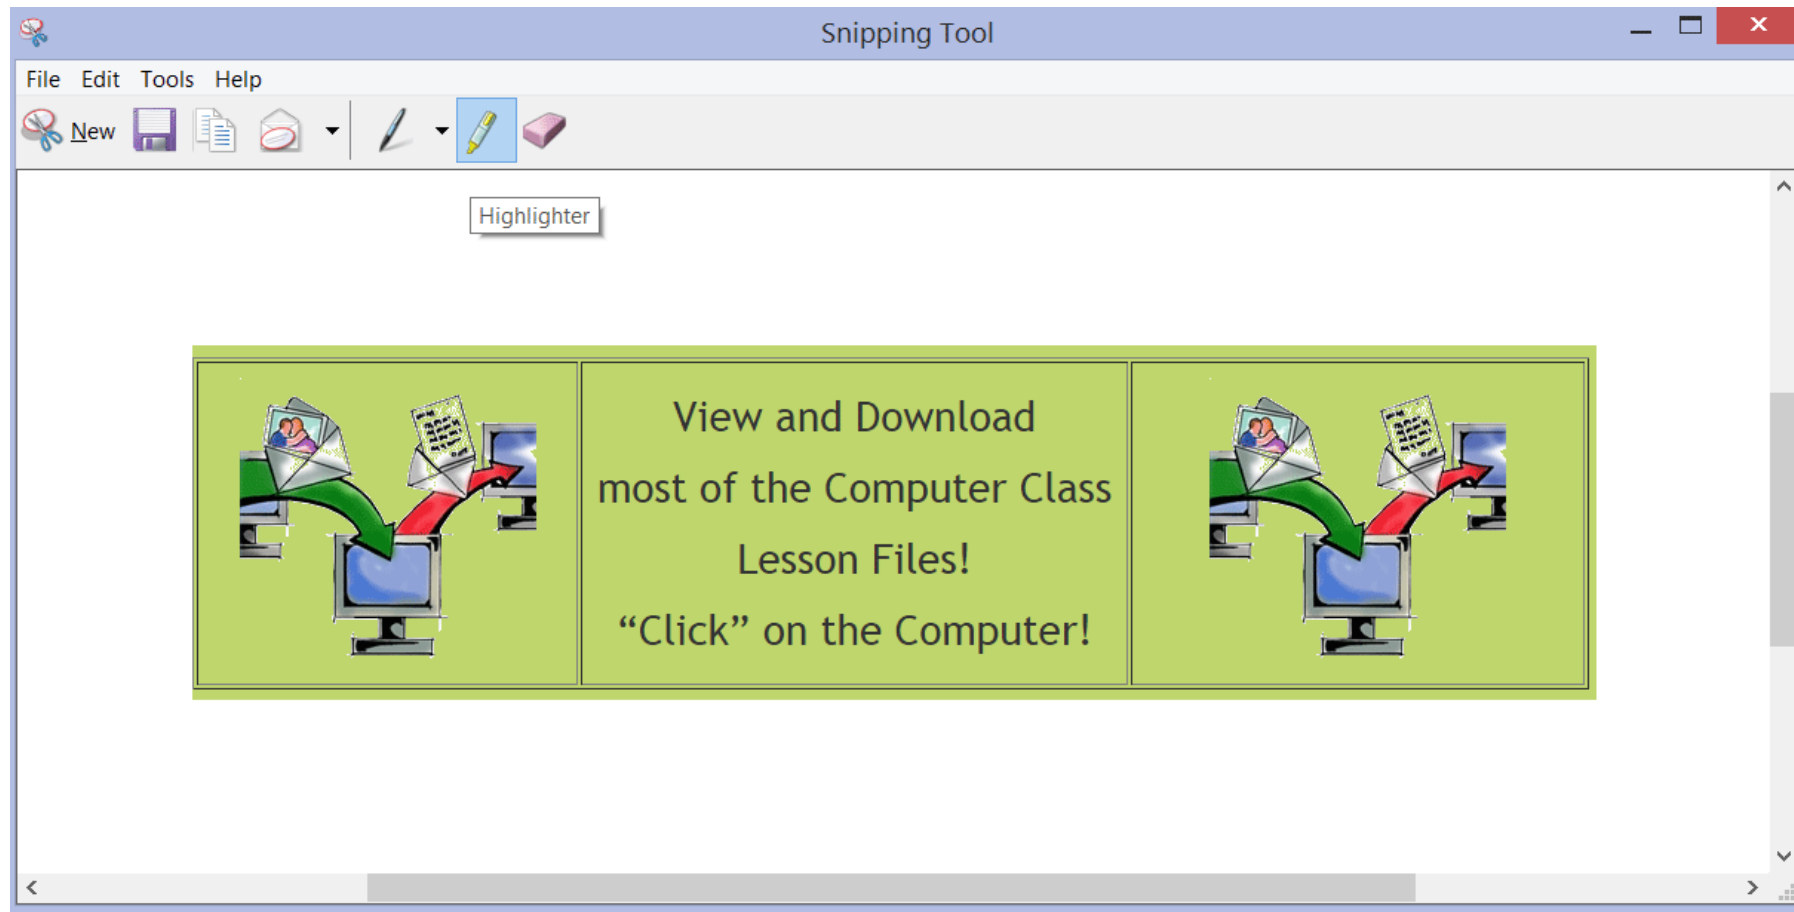 Snipping Tool
File Edit Tools Help
New
Highlighter
View and Download
most of the Computer Class
Lesson Files!
“Click” on the Computer!